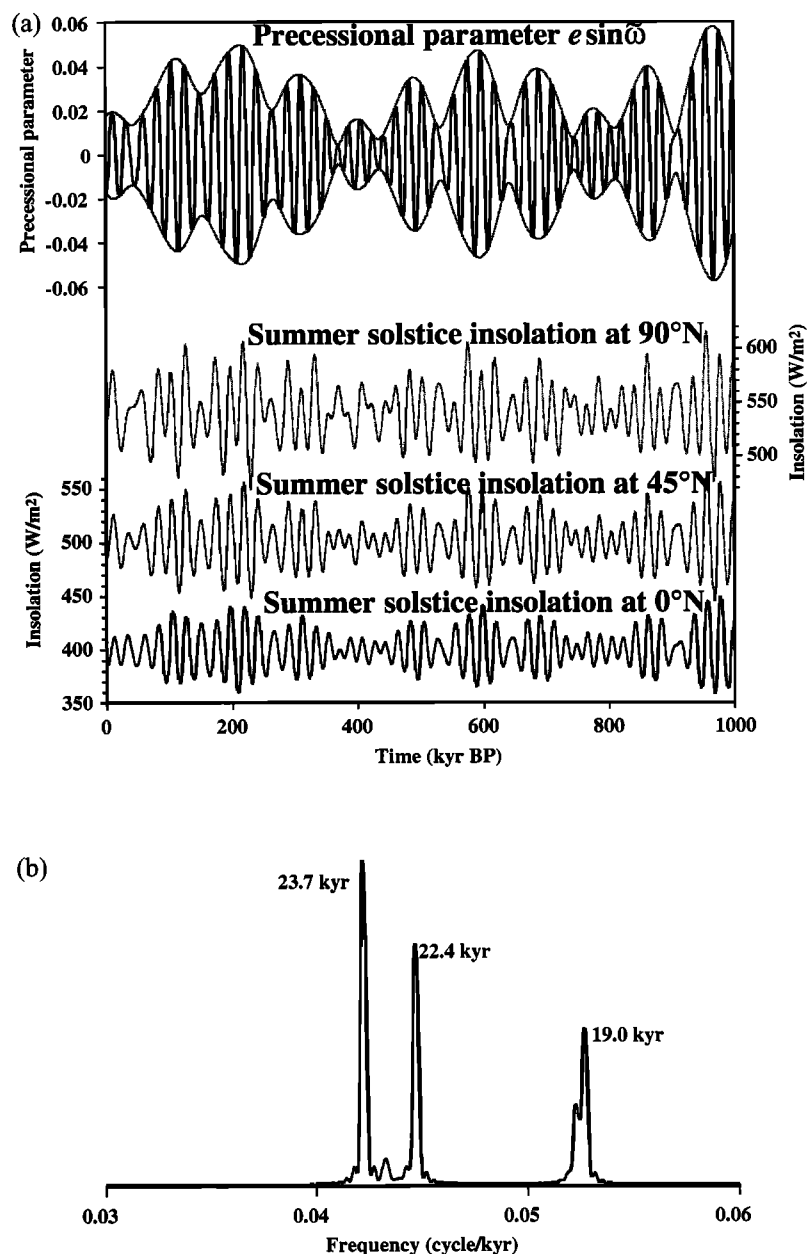 (a)
Precessional parameter e sinω̃
0.06
0.04
0.02
0
-0.02
-0.04
-0.06
Precessional parameter
Summer solstice insolation at 90°N
600
550
500
Insolation (W/m²)
Summer solstice insolation at 45°N
550
500
450
400
350
Insolation (W/m²)
Summer solstice insolation at 0°N
0 200 400 600 800 1000
Time (kyr BP)
(b)
23.7 kyr
22.4 kyr
19.0 kyr
0.03 0.04 0.05 0.06
Frequency (cycle/kyr)